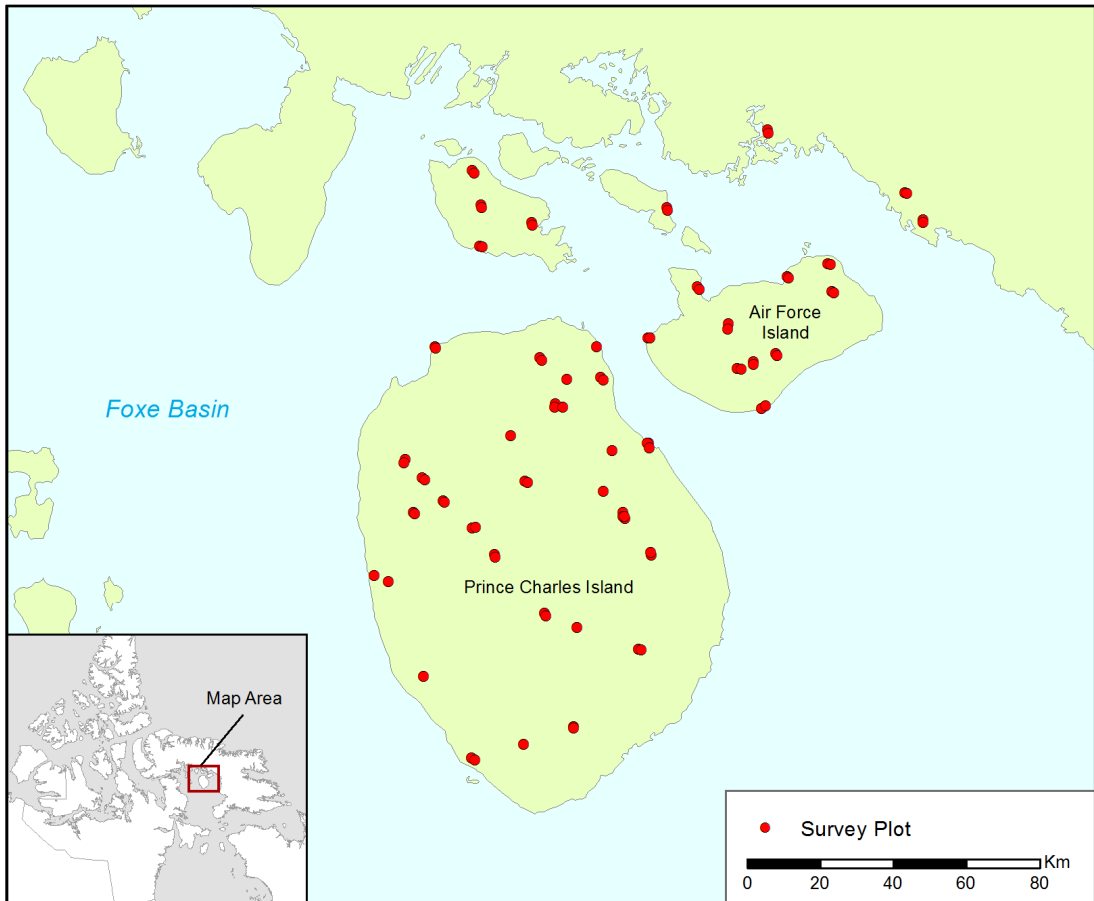 Air Force
Island
Foxe Basin
Prince Charles Island
Map Area
Survey Plot
Km
0 20 40 60 80